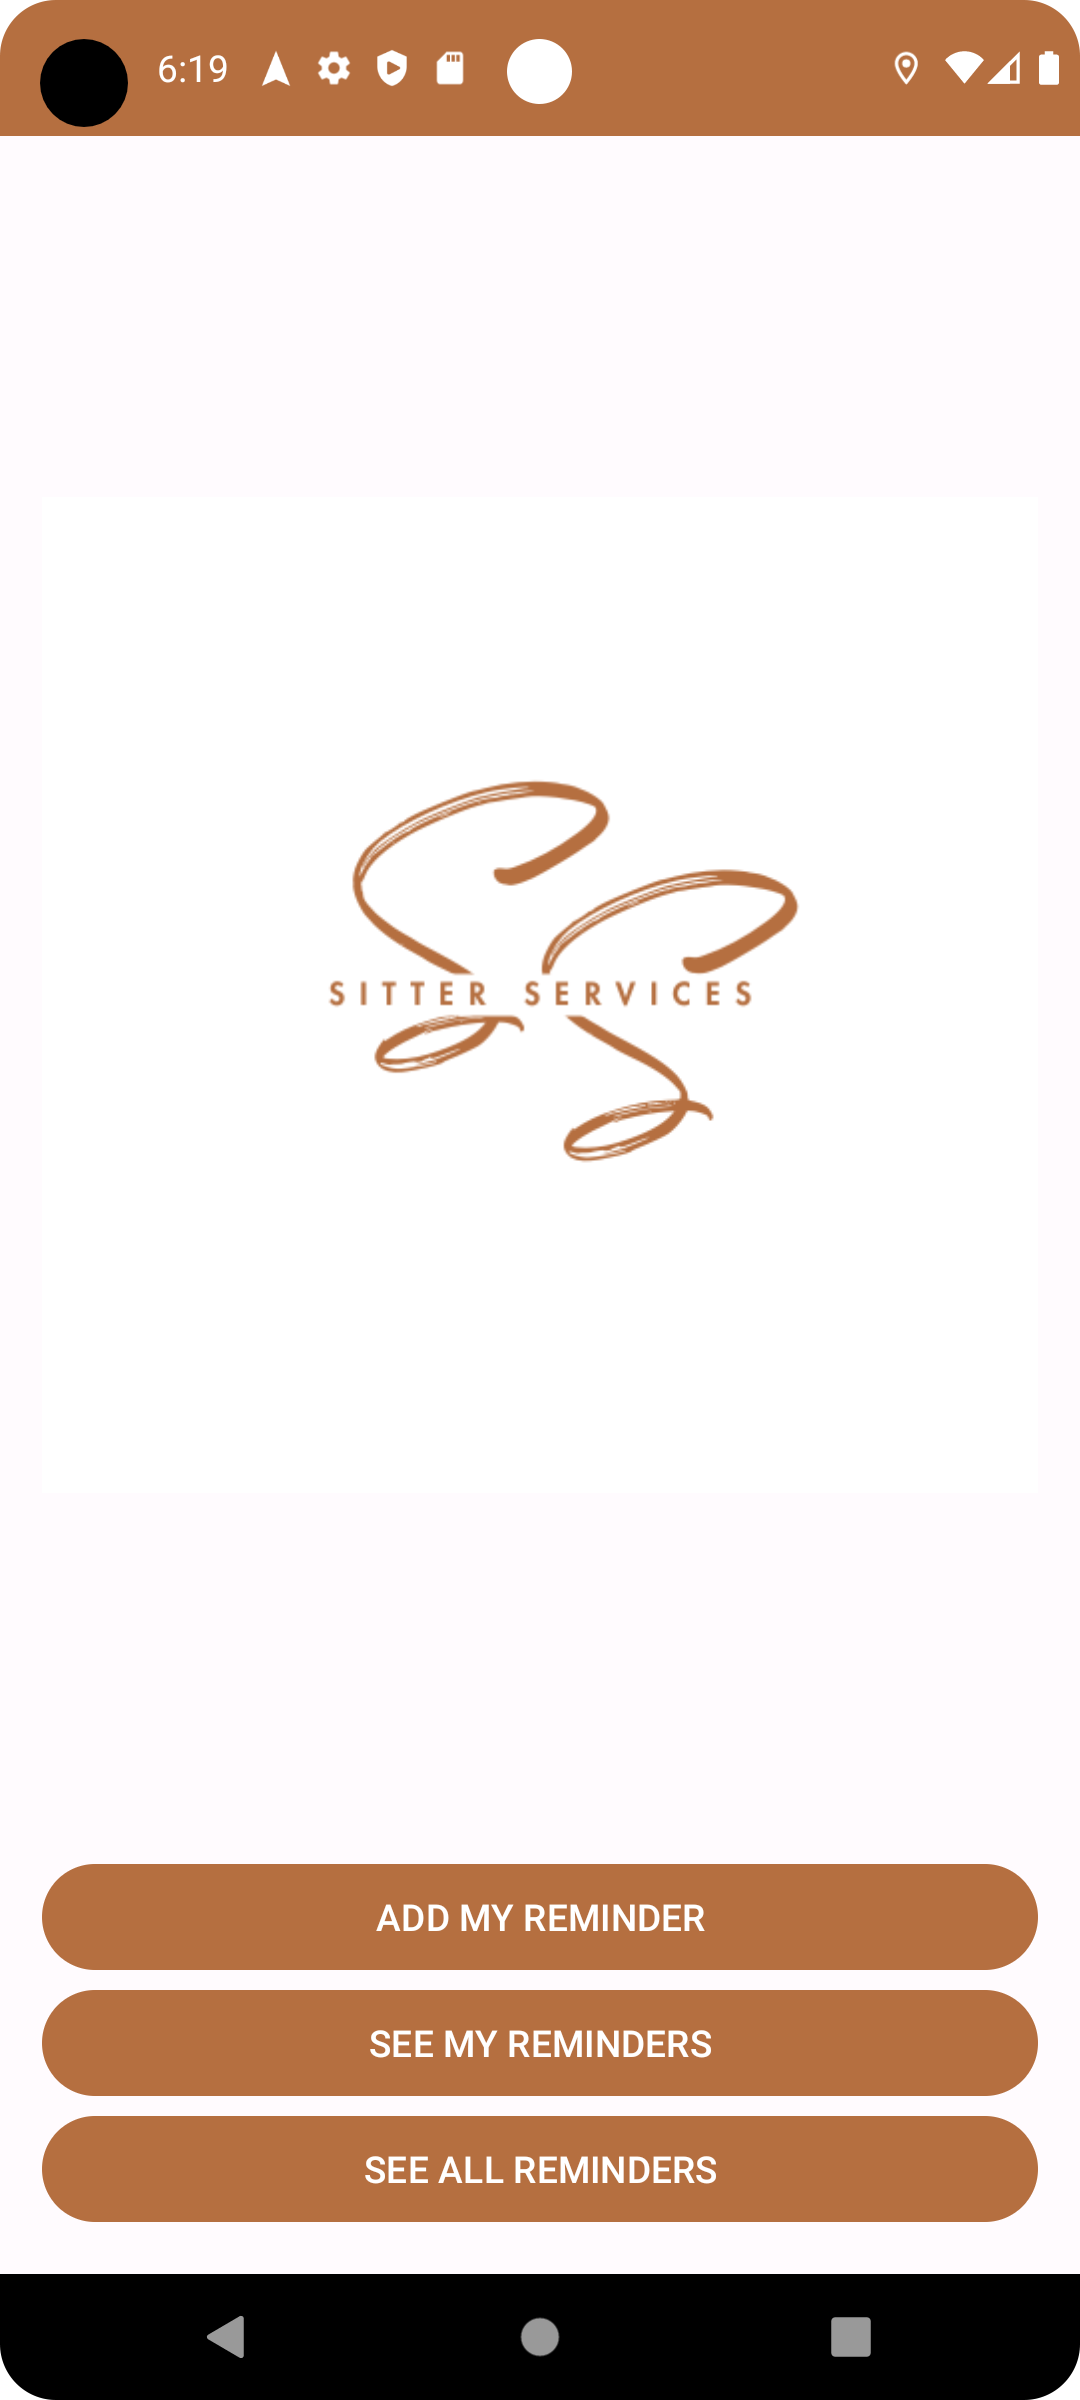 6:19
SITTER SERVICES
ADD MY REMINDER
SEE MY REMINDERS
SEE ALL REMINDERS